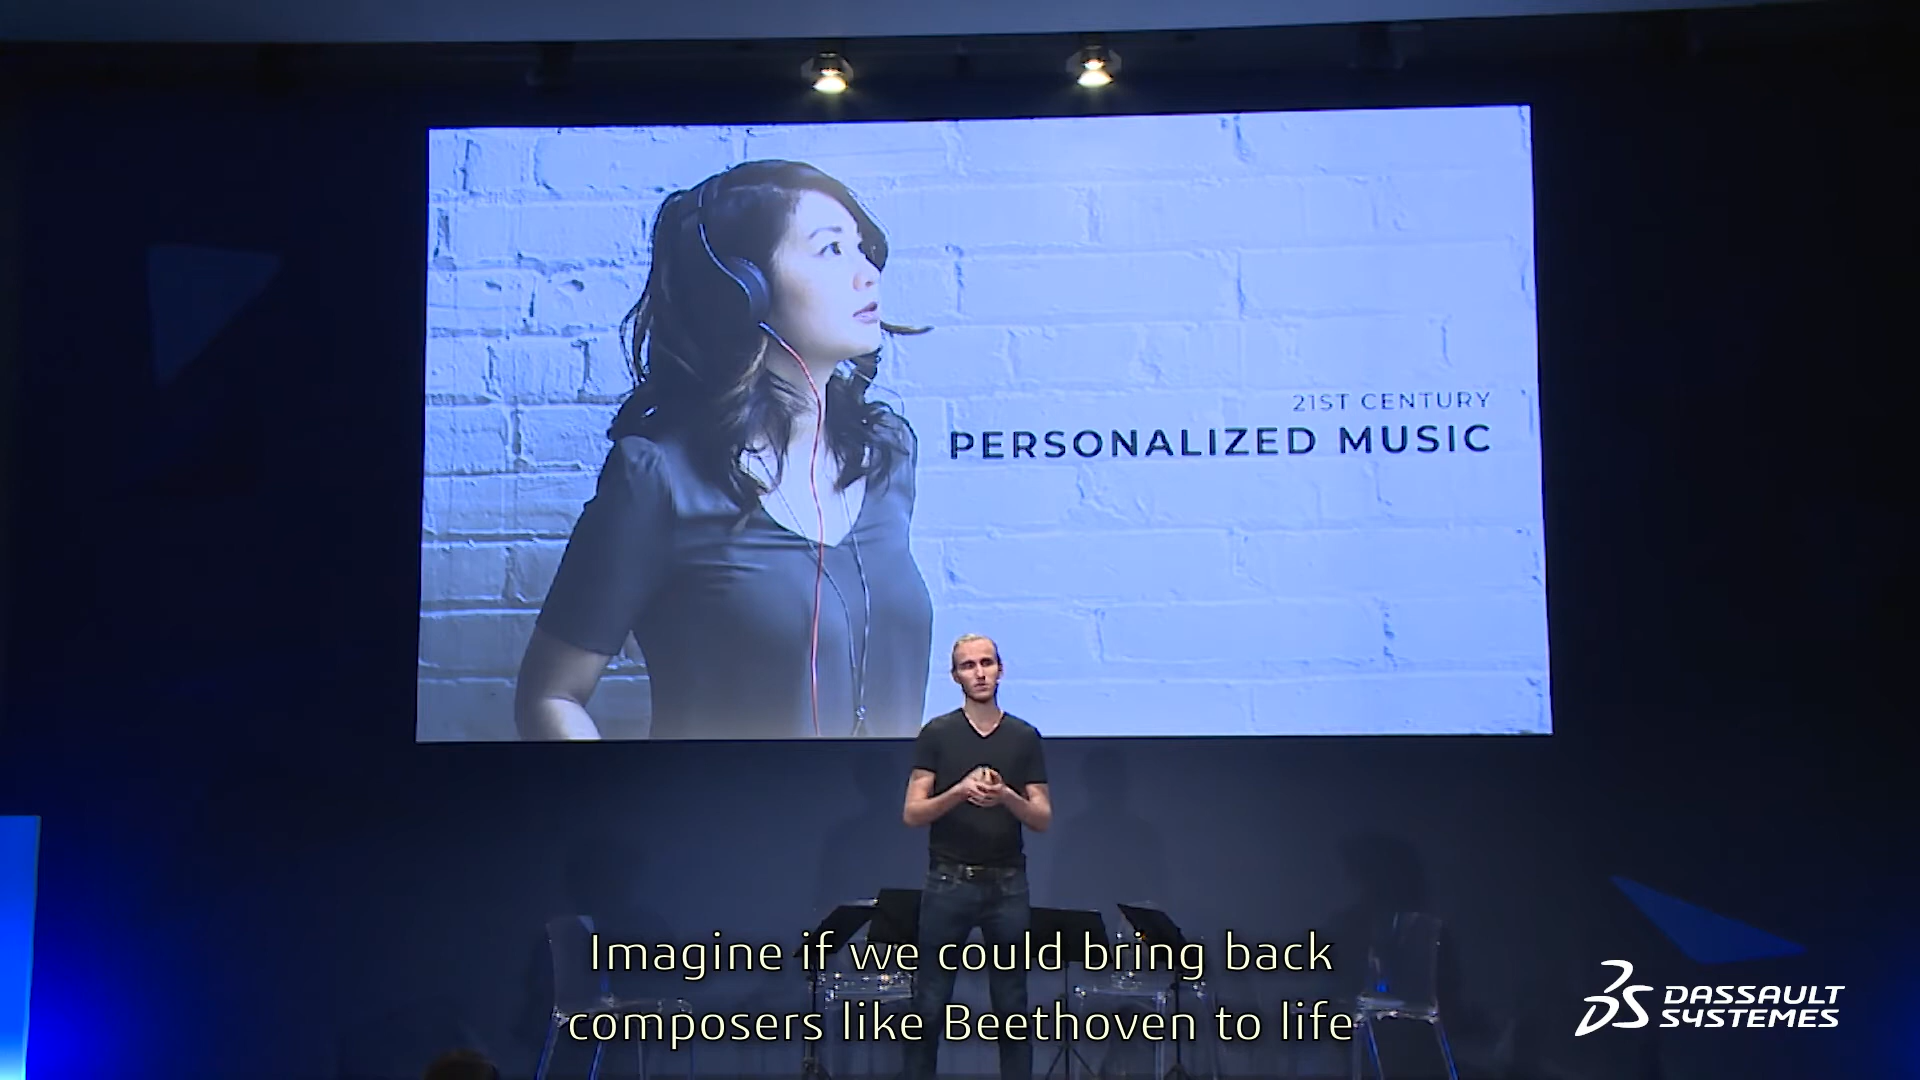 21ST CENTURY
PERSONALIZED MUSIC
Imagine if we could bring back
composers like Beethoven to life
DASSAULT
SYSTEMES